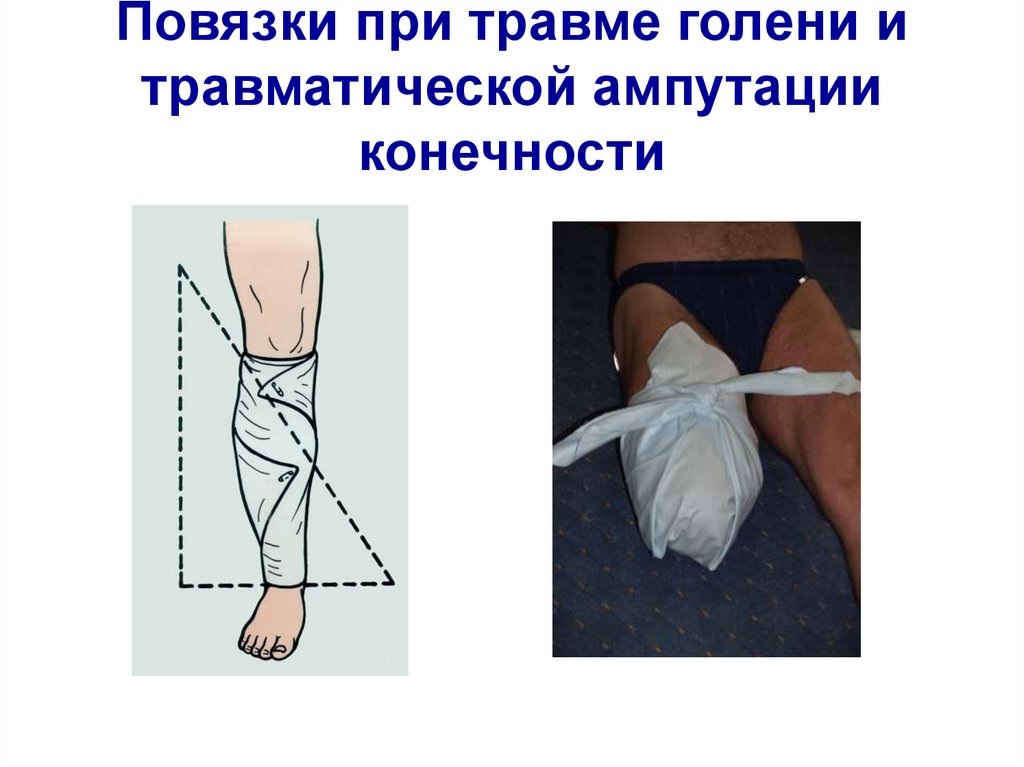 Повязки при травме голени и
травматической ампутации
конечности